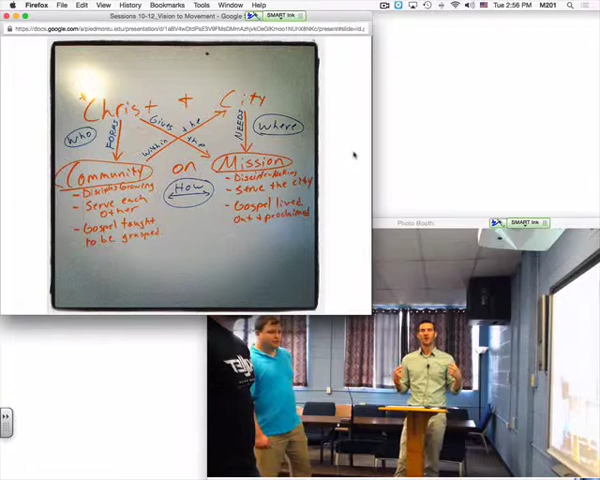 Firefox File Edit View History Bookmarks Tools Window Help
Tue 2:56 PM M201
Sessions 10-12_Vision to Movement - Google
SMART Ink
Christ + City
Who
FORMS
Gives the
within the
NEEDS
Where
Community on Mission
How
- Disciple Growing
- Serve each
other
- Gospel taught
to be grasped
- Disciple-Making
- Serve the city
- Gospel lived
out + proclaimed
Photo Booth
SMART Ink